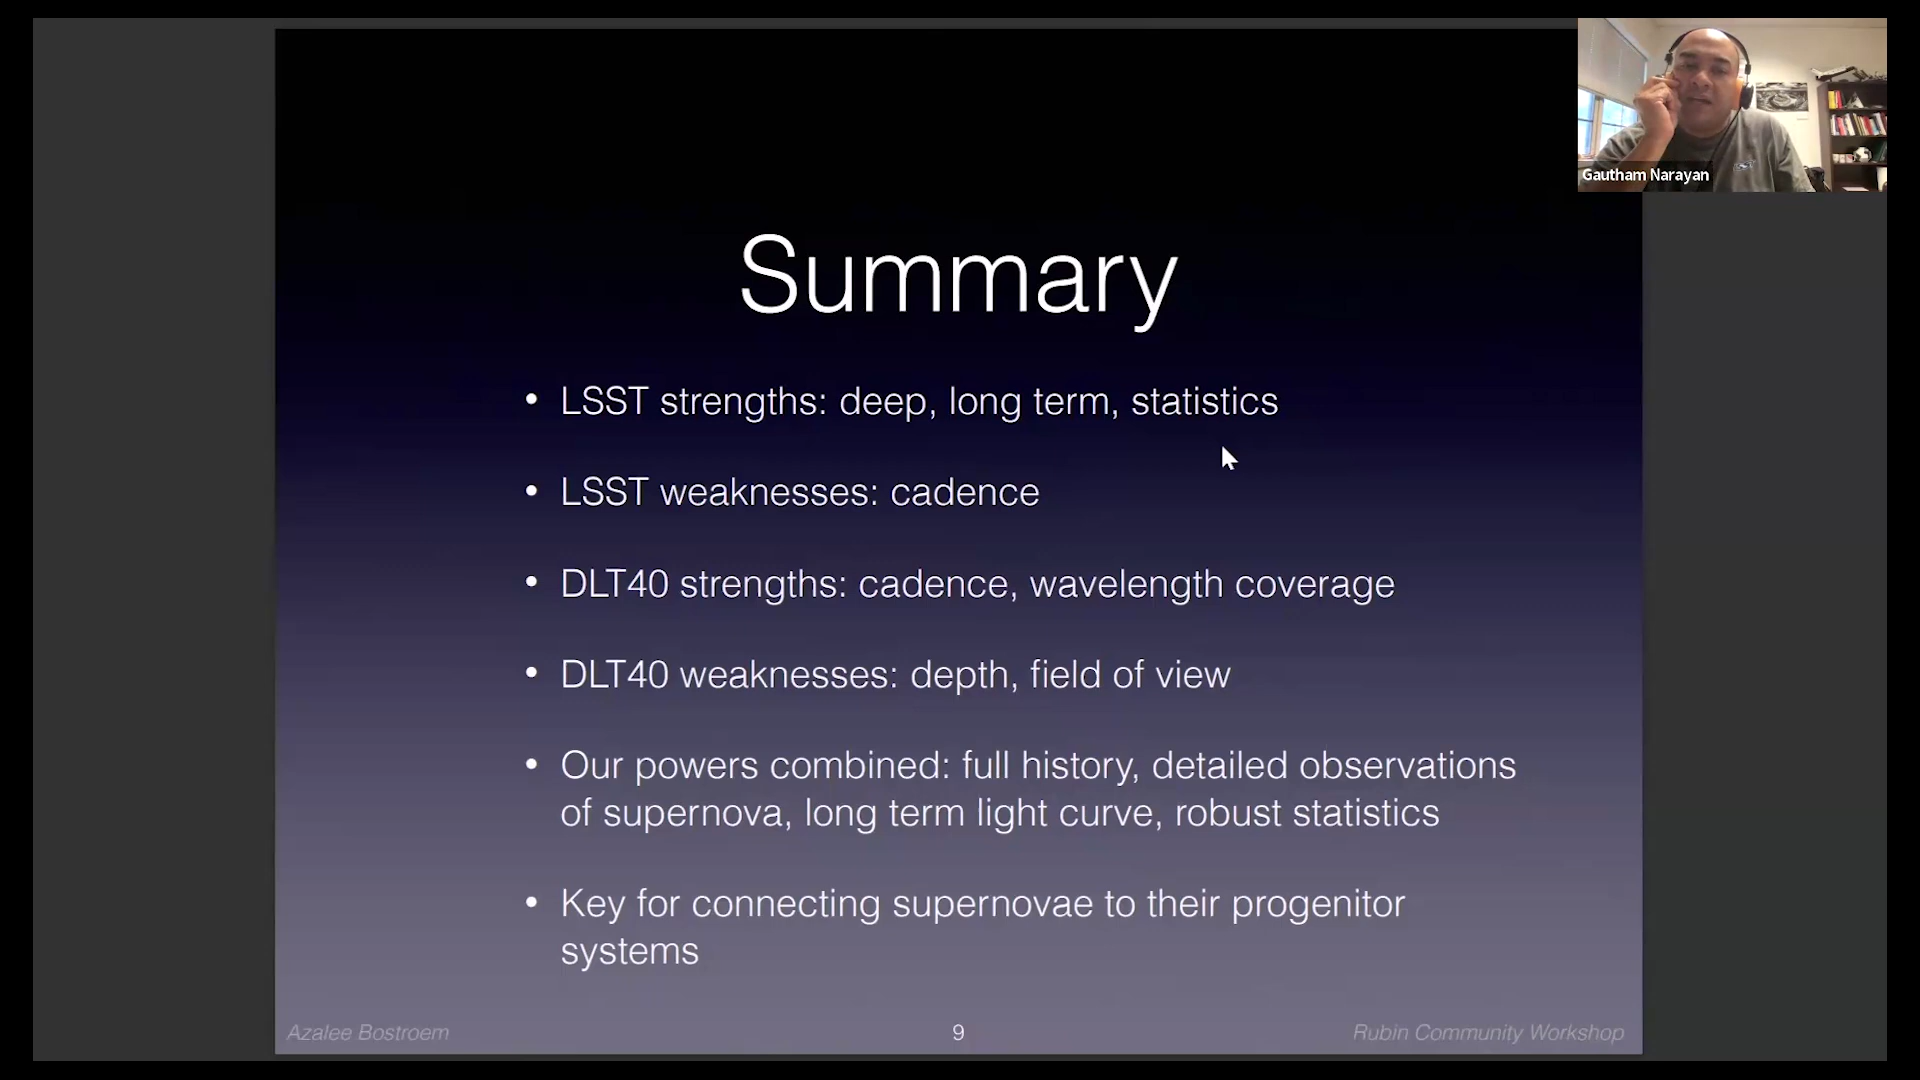 Gautham Narayan
Summary
• LSST strengths: deep, long term, statistics
• LSST weaknesses: cadence
• DLT40 strengths: cadence, wavelength coverage
• DLT40 weaknesses: depth, field of view
• Our powers combined: full history, detailed observations
of supernova, long term light curve, robust statistics
• Key for connecting supernovae to their progenitor
systems
Azalee Bostroem
9
Rubin Community Workshop